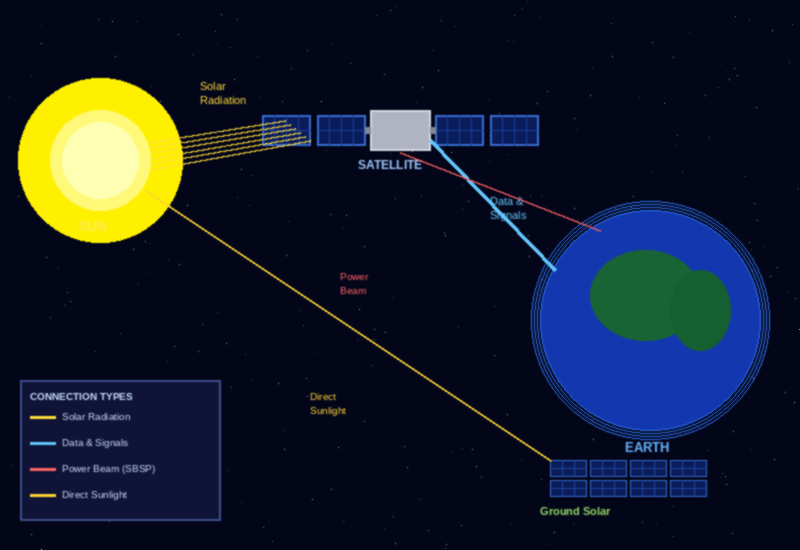 Solar
Radiation
SATELLITE
Data &
Signals
SUN
Power
Beam
Direct
Sunlight
CONNECTION TYPES
Solar Radiation
Data & Signals
Power Beam (SBSP)
Direct Sunlight
EARTH
Ground Solar